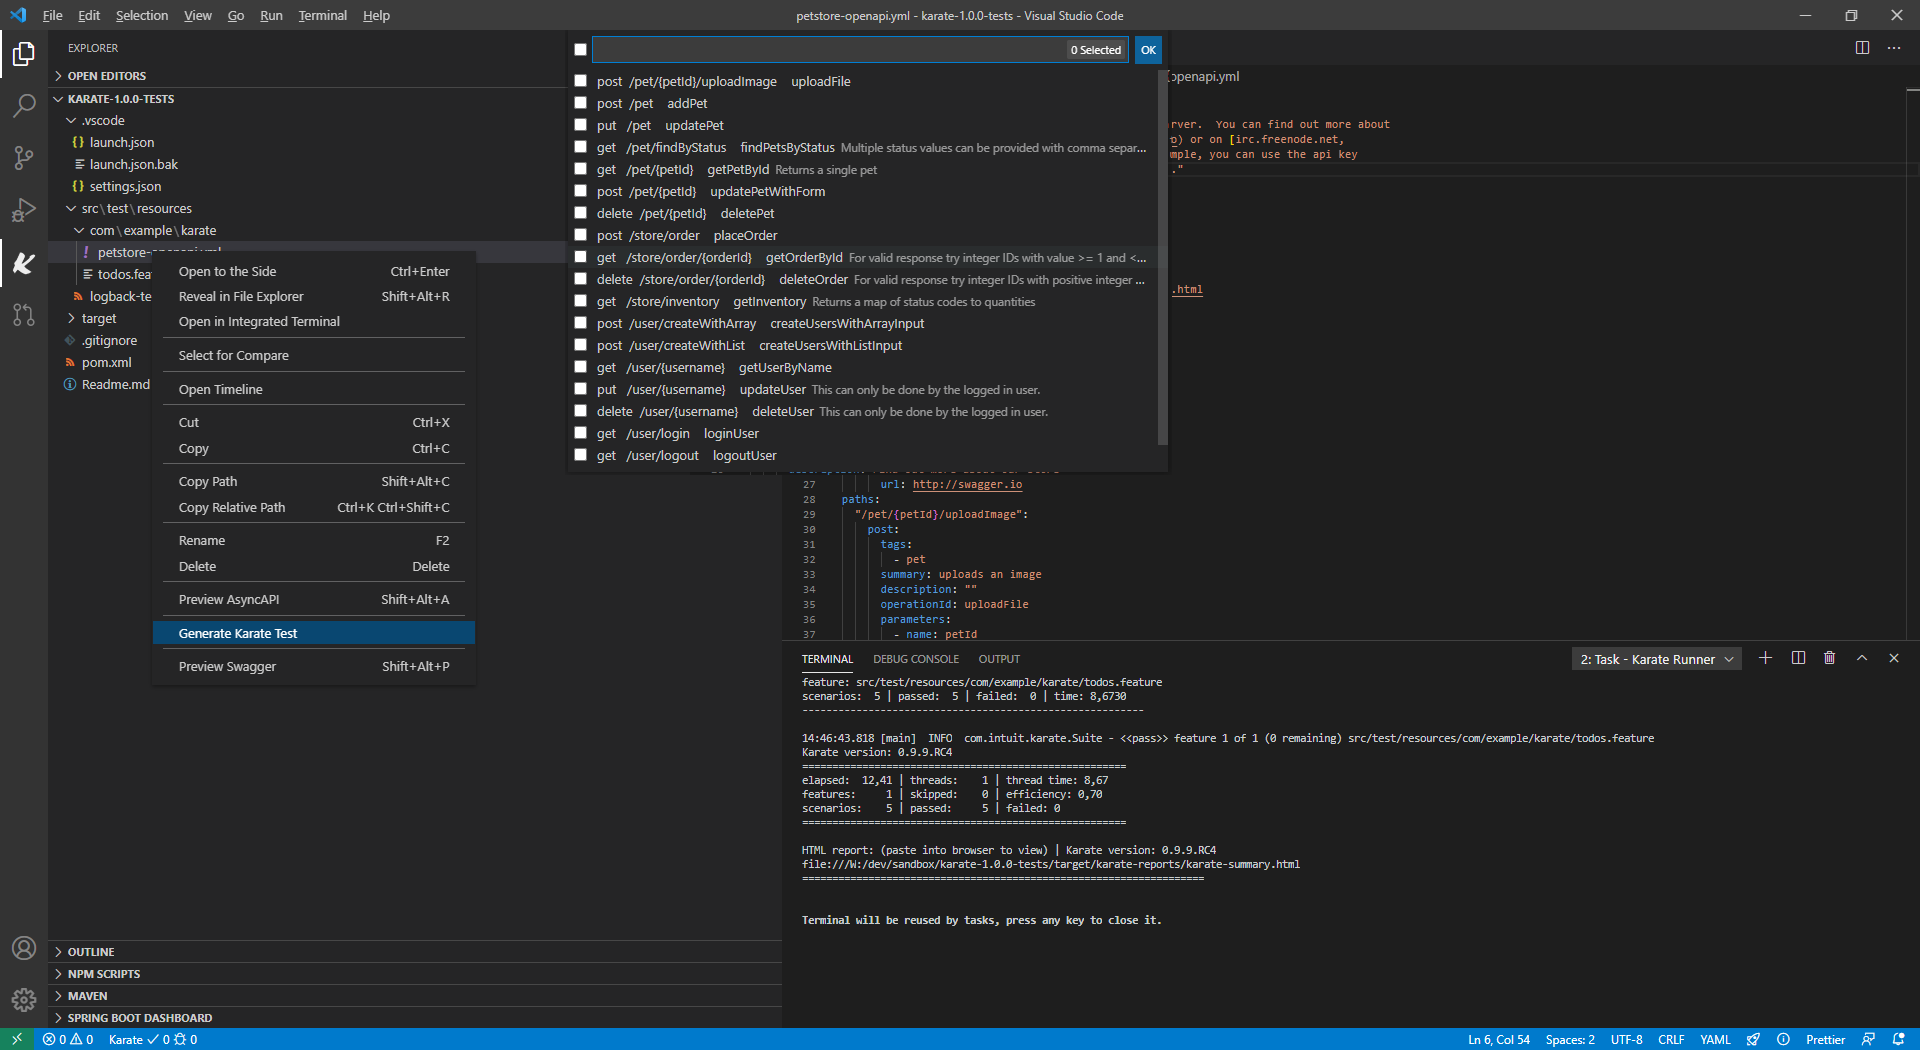 File Edit Selection View Go Run Terminal Help
petstore-openapi.yml - karate-1.0.0-tests - Visual Studio Code
EXPLORER
OPEN EDITORS
KARATE-1.0.0-TESTS
.vscode
launch.json
launch.json.bak
settings.json
src\test\resources
com\example\karate
petstore-openapi.yml
todos.fea
logback-te
target
.gitignore
pom.xml
Readme.md
Open to the Side Ctrl+Enter
Reveal in File Explorer Shift+Alt+R
Open in Integrated Terminal
Select for Compare
Open Timeline
Cut Ctrl+X
Copy Ctrl+C
Copy Path Shift+Alt+C
Copy Relative Path Ctrl+K Ctrl+Shift+C
Rename F2
Delete Delete
Preview AsyncAPI Shift+Alt+A
Generate Karate Test
Preview Swagger Shift+Alt+P
OUTLINE
NPM SCRIPTS
MAVEN
SPRING BOOT DASHBOARD
0 Selected OK
post /pet/{petId}/uploadImage uploadFile
post /pet addPet
put /pet updatePet
get /pet/findByStatus findPetsByStatus Multiple status values can be provided with comma separ...
get /pet/{petId} getPetById Returns a single pet
post /pet/{petId} updatePetWithForm
delete /pet/{petId} deletePet
post /store/order placeOrder
get /store/order/{orderId} getOrderById For valid response try integer IDs with value >= 1 and <...
delete /store/order/{orderId} deleteOrder For valid response try integer IDs with positive integer ...
get /store/inventory getInventory Returns a map of status codes to quantities
post /user/createWithArray createUsersWithArrayInput
post /user/createWithList createUsersWithListInput
get /user/{username} getUserByName
put /user/{username} updateUser This can only be done by the logged in user.
delete /user/{username} deleteUser This can only be done by the logged in user.
get /user/login loginUser
get /user/logout logoutUser
openapi.yml
rver. You can find out more about
) or on [irc.freenode.net,
mple, you can use the api key
."
.html
27 url: http://swagger.io
28 paths:
29 "/pet/{petId}/uploadImage":
30 post:
31 tags:
32 - pet
33 summary: uploads an image
34 description: ""
35 operationId: uploadFile
36 parameters:
37 - name: petId
TERMINAL DEBUG CONSOLE OUTPUT 2: Task - Karate Runner
feature: src/test/resources/com/example/karate/todos.feature
scenarios: 5 | passed: 5 | failed: 0 | time: 8,6730
---------------------------------------------------------
14:46:43.818 [main] INFO com.intuit.karate.Suite - <<pass>> feature 1 of 1 (0 remaining) src/test/resources/com/example/karate/todos.feature
Karate version: 0.9.9.RC4
======================================================
elapsed: 12,41 | threads: 1 | thread time: 8,67
features: 1 | skipped: 0 | efficiency: 0,70
scenarios: 5 | passed: 5 | failed: 0
======================================================
HTML report: (paste into browser to view) | Karate version: 0.9.9.RC4
file:///W:/dev/sandbox/karate-1.0.0-tests/target/karate-reports/karate-summary.html
===================================================================
Terminal will be reused by tasks, press any key to close it.
0 0 Karate 0 0
Ln 6, Col 54 Spaces: 2 UTF-8 CRLF YAML Prettier